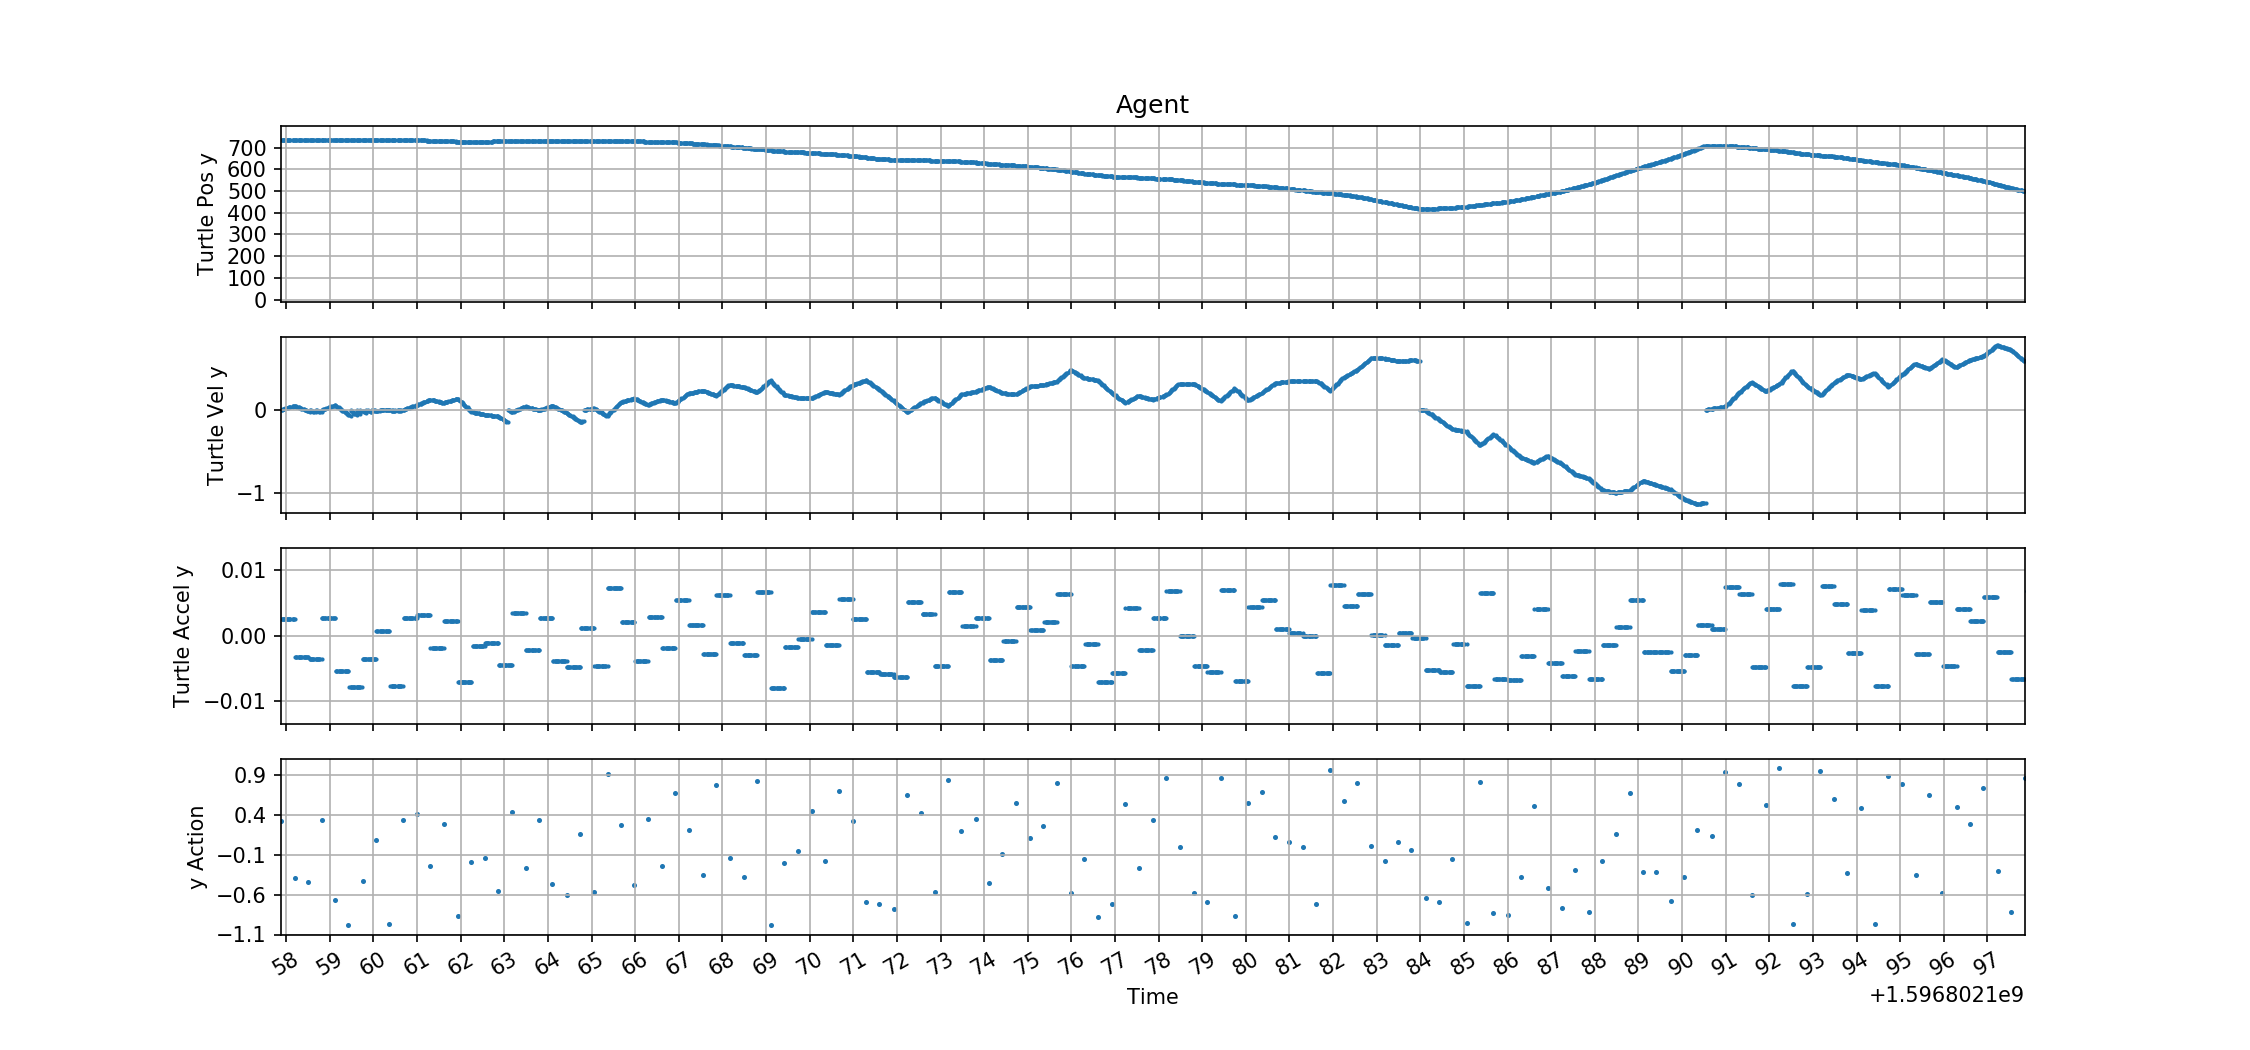 Agent
Turtle Pos y
700
600
500
400
300
200
100
0
Turtle Vel y
0
−1
Turtle Accel y
0.01
0.00
−0.01
y Action
0.9
0.4
−0.1
−0.6
−1.1
58 59 60 61 62 63 64 65 66 67 68 69 70 71 72 73 74 75 76 77 78 79 80 81 82 83 84 85 86 87 88 89 90 91 92 93 94 95 96 97
Time
+1.5968021e9